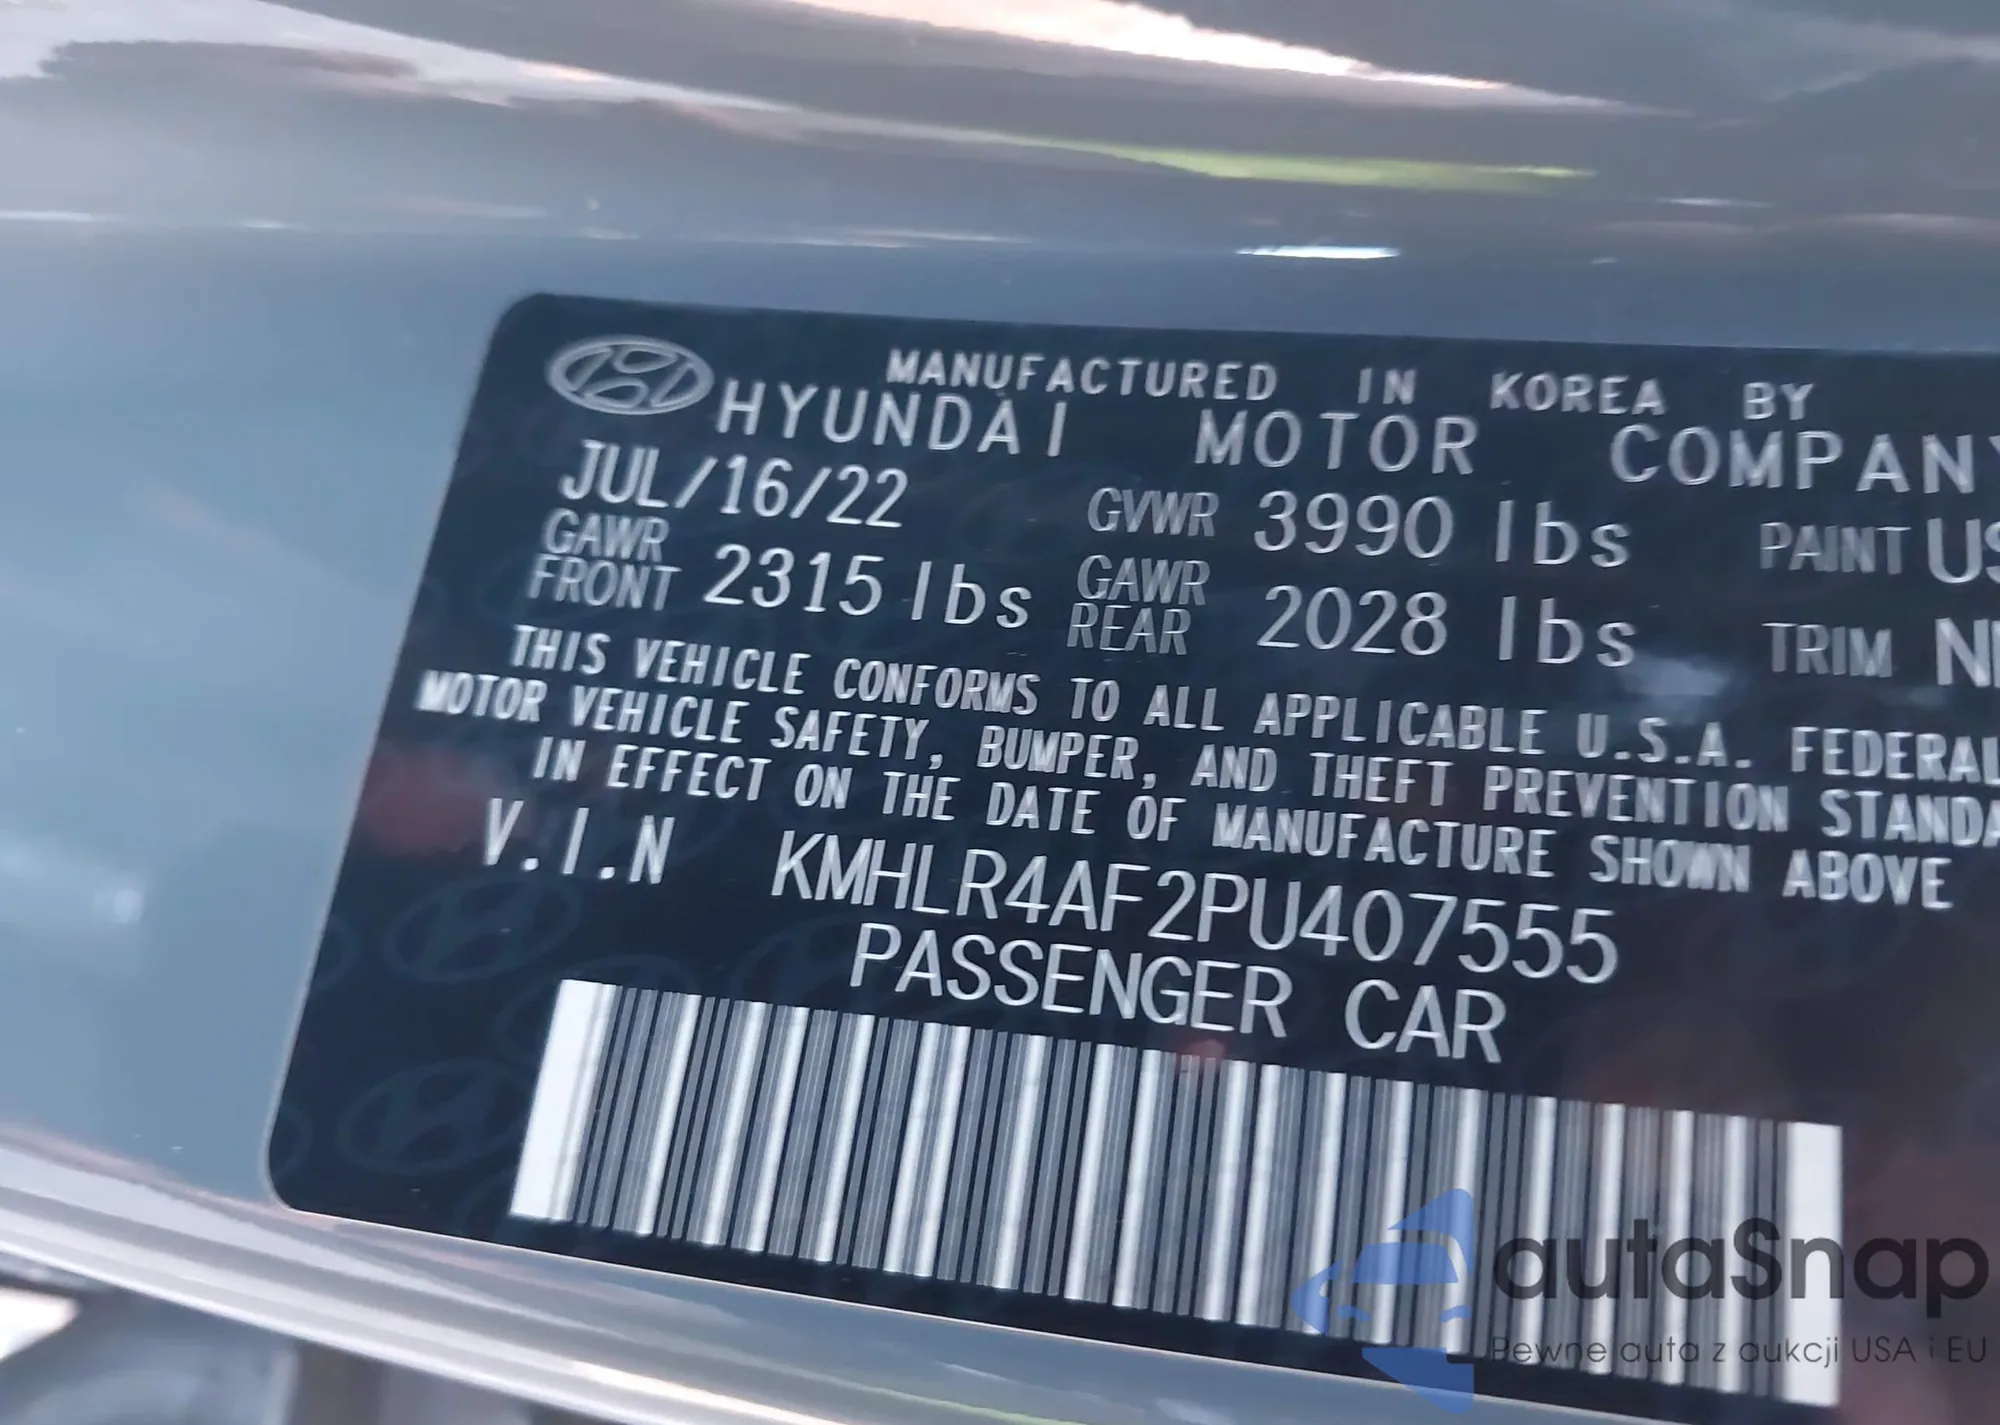 MANUFACTURED IN KOREA BY
HYUNDAI MOTOR COMPANY
JUL/16/22 GVWR 3990 lbs PAINT US
GAWR FRONT 2315 lbs GAWR REAR 2028 lbs TRIM
THIS VEHICLE CONFORMS TO ALL APPLICABLE U.S.A. FEDERAL
MOTOR VEHICLE SAFETY, BUMPER, AND THEFT PREVENTION STANDA
IN EFFECT ON THE DATE OF MANUFACTURE SHOWN ABOVE
V.I.N KMHLR4AF2PU407555
PASSENGER CAR
autaSnap
Pewne auta z aukcji USA i EU